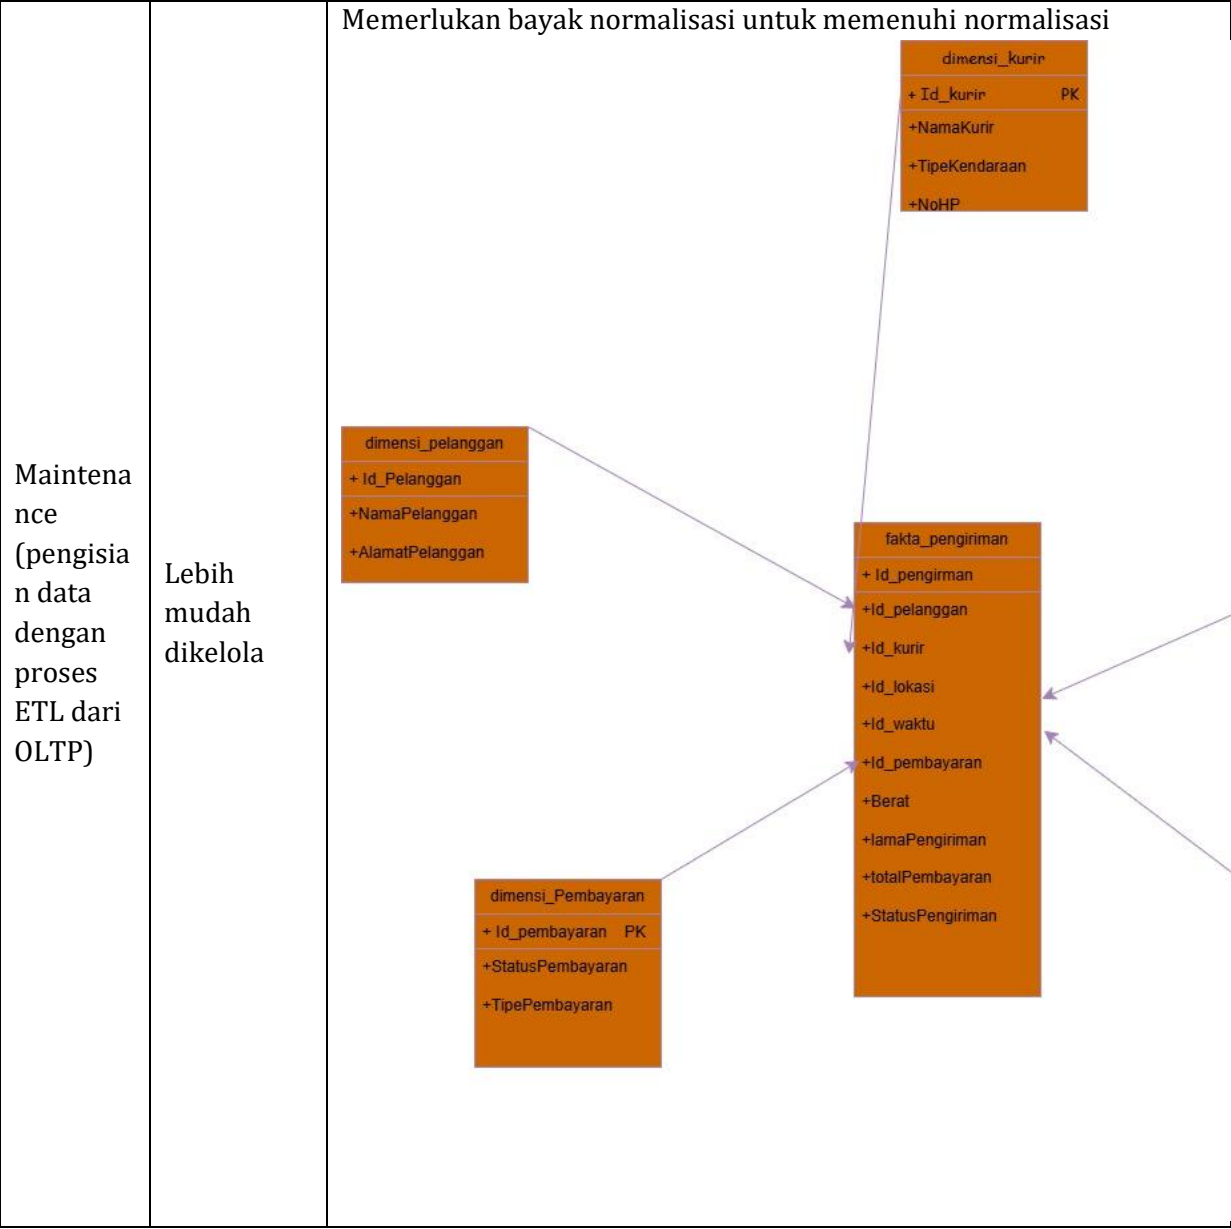 Maintena
nce
(pengisia
n data
dengan
proses
ETL dari
OLTP)
Lebih
mudah
dikelola
Memerlukan bayak normalisasi untuk memenuhi normalisasi
dimensi_kurir
+ Id_kurir PK
+NamaKurir
+TipeKendaraan
+NoHP
dimensi_pelanggan
+ Id_Pelanggan
+NamaPelanggan
+AlamatPelanggan
fakta_pengiriman
+ Id_pengirman
+Id_pelanggan
+Id_kurir
+Id_lokasi
+Id_waktu
+Id_pembayaran
+Berat
+lamaPengiriman
+totalPembayaran
+StatusPengiriman
dimensi_Pembayaran
+ Id_pembayaran PK
+StatusPembayaran
+TipePembayaran